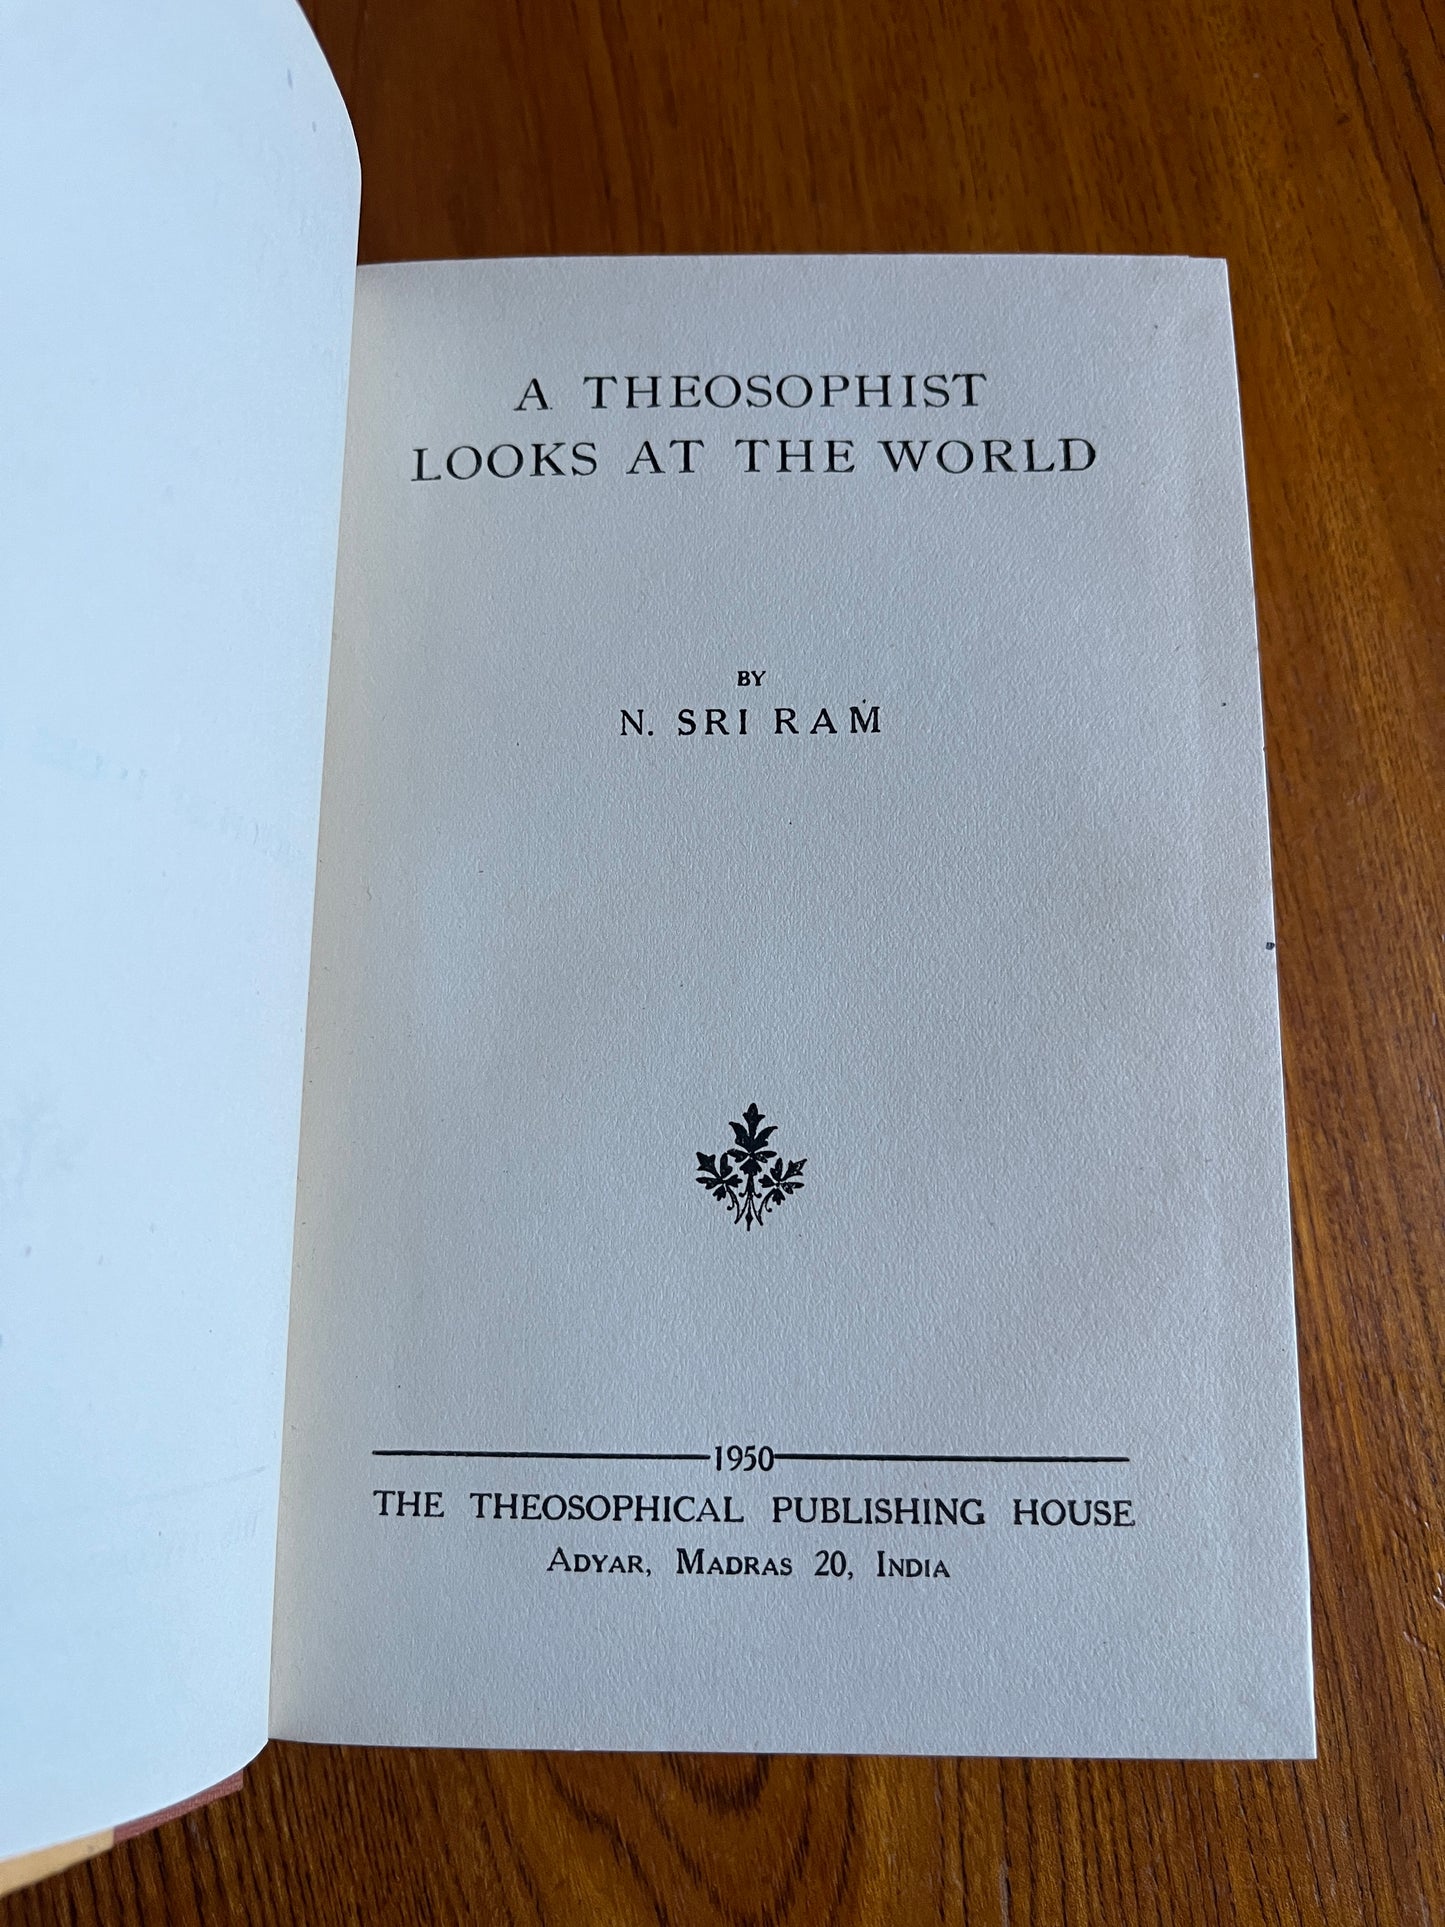 A THEOSOPHIST
LOOKS AT THE WORLD
BY
N. SRI RAM
1950
THE THEOSOPHICAL PUBLISHING HOUSE
ADYAR, MADRAS 20, INDIA